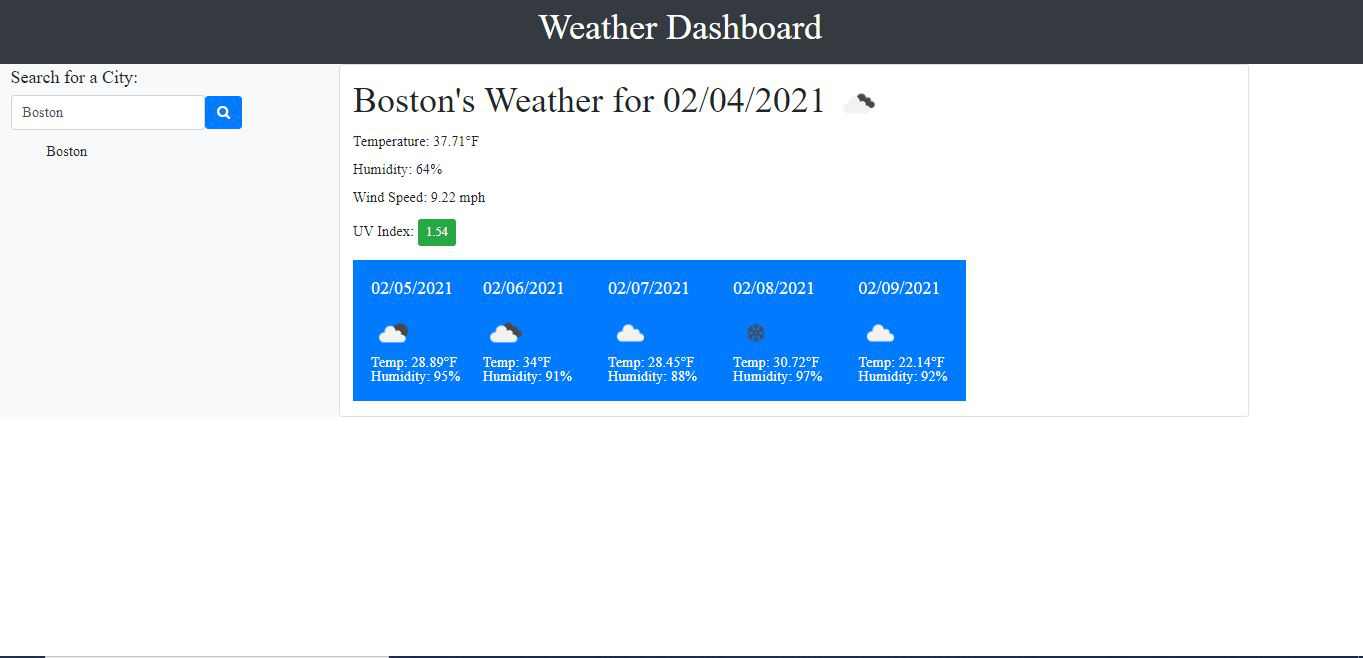 Weather Dashboard
Search for a City:
Boston
Boston
Boston's Weather for 02/04/2021
Temperature: 37.71°F
Humidity: 64%
Wind Speed: 9.22 mph
UV Index: 1.54
02/05/2021 02/06/2021 02/07/2021 02/08/2021 02/09/2021
Temp: 28.89°F Temp: 34°F Temp: 28.45°F Temp: 30.72°F Temp: 22.14°F
Humidity: 95% Humidity: 91% Humidity: 88% Humidity: 97% Humidity: 92%